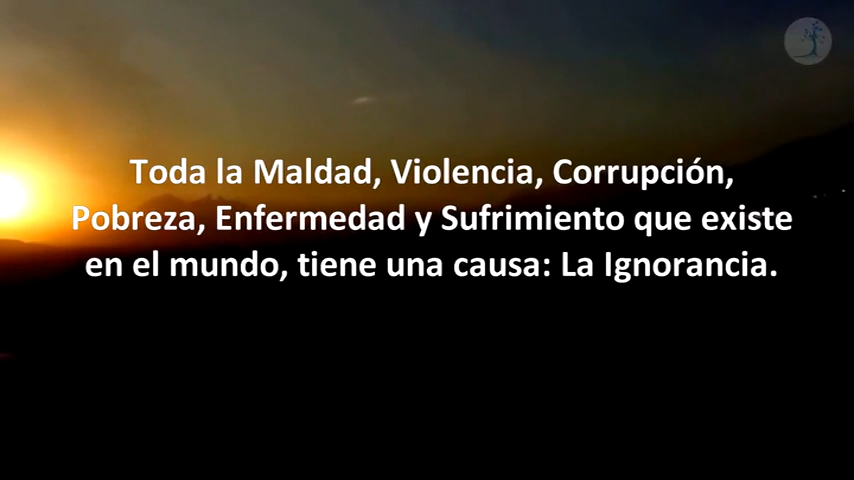 Toda la Maldad, Violencia, Corrupción,
Pobreza, Enfermedad y Sufrimiento que existe
en el mundo, tiene una causa: La Ignorancia.